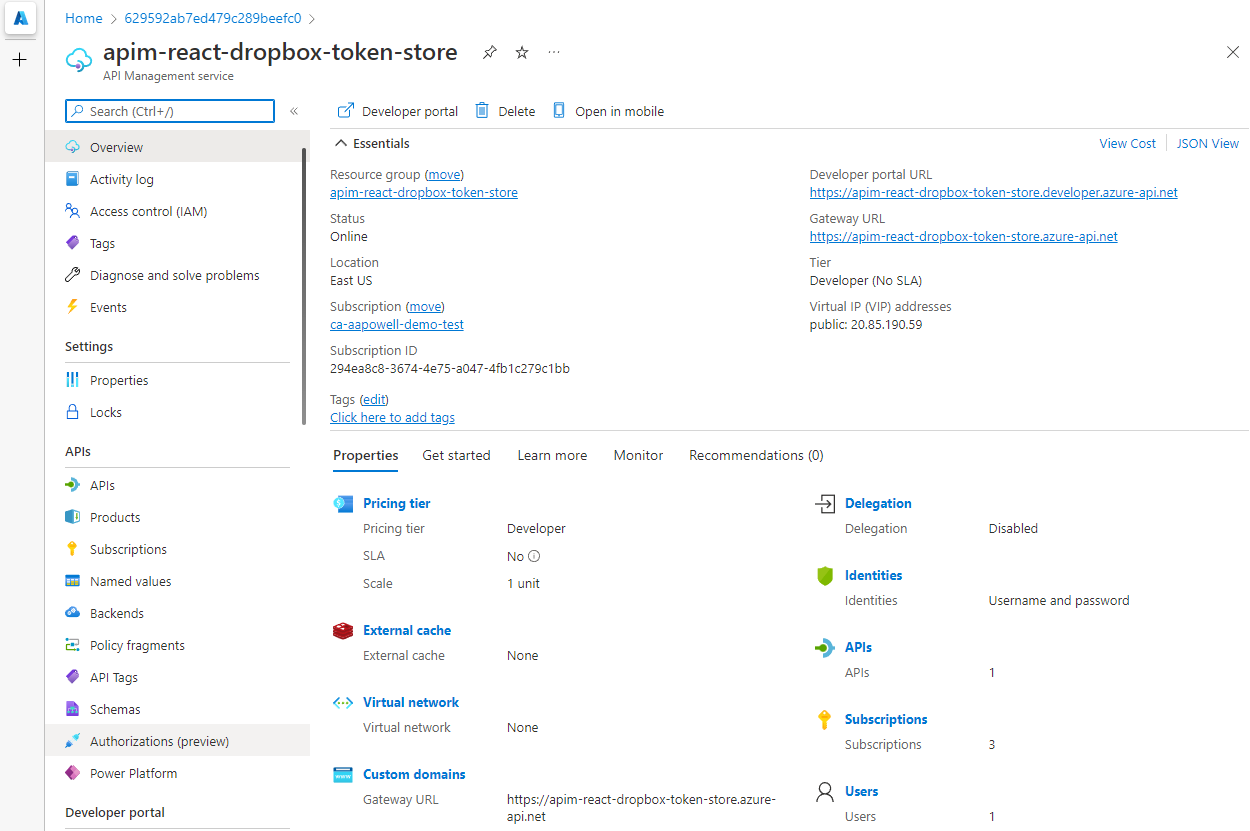 Home > 629592ab7ed479c289beefc0 >
apim-react-dropbox-token-store
API Management service
Search (Ctrl+/)
Overview
Activity log
Access control (IAM)
Tags
Diagnose and solve problems
Events
Settings
Properties
Locks
APIs
APIs
Products
Subscriptions
Named values
Backends
Policy fragments
API Tags
Schemas
Authorizations (preview)
Power Platform
Developer portal
Developer portal Delete Open in mobile
Essentials
View Cost JSON View
Resource group (move)
apim-react-dropbox-token-store
Status
Online
Location
East US
Subscription (move)
ca-aapowell-demo-test
Subscription ID
294ea8c8-3674-4e75-a047-4fb1c279c1bb
Tags (edit)
Click here to add tags
Developer portal URL
https://apim-react-dropbox-token-store.developer.azure-api.net
Gateway URL
https://apim-react-dropbox-token-store.azure-api.net
Tier
Developer (No SLA)
Virtual IP (VIP) addresses
public: 20.85.190.59
Properties Get started Learn more Monitor Recommendations (0)
Pricing tier
Pricing tier Developer
SLA No
Scale 1 unit
External cache
External cache None
Virtual network
Virtual network None
Custom domains
Gateway URL https://apim-react-dropbox-token-store.azure-
api.net
Delegation
Delegation Disabled
Identities
Identities Username and password
APIs
APIs 1
Subscriptions
Subscriptions 3
Users
Users 1